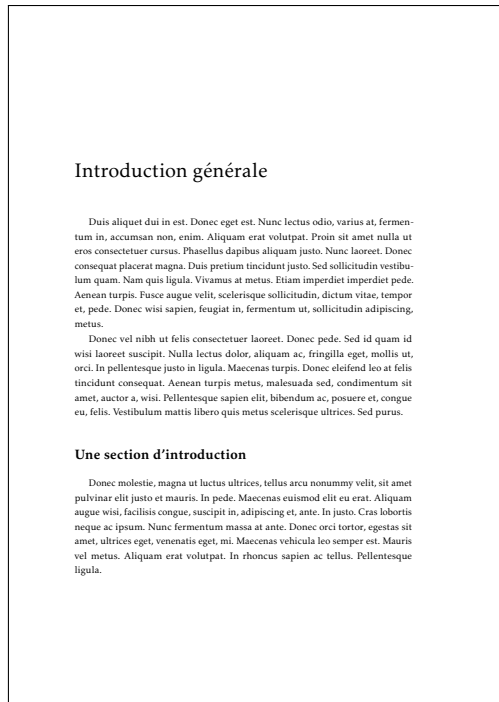 Introduction générale
Duis aliquet dui in est. Donec eget est. Nunc lectus odio, varius at, fermen-
tum in, accumsan non, enim. Aliquam erat volutpat. Proin sit amet nulla ut
eros consectetuer cursus. Phasellus dapibus aliquam justo. Nunc laoreet. Donec
consequat placerat magna. Duis pretium tincidunt justo. Sed sollicitudin vestibu-
lum quam. Nam quis ligula. Vivamus at metus. Etiam imperdiet imperdiet pede.
Aenean turpis. Fusce augue velit, scelerisque sollicitudin, dictum vitae, tempor
et, pede. Donec wisi sapien, feugiat in, fermentum ut, sollicitudin adipiscing,
metus.
Donec vel nibh ut felis consectetuer laoreet. Donec pede. Sed id quam id
wisi laoreet suscipit. Nulla lectus dolor, aliquam ac, fringilla eget, mollis ut,
orci. In pellentesque justo in ligula. Maecenas turpis. Donec eleifend leo at felis
tincidunt consequat. Aenean turpis metus, malesuada sed, condimentum sit
amet, auctor a, wisi. Pellentesque sapien elit, bibendum ac, posuere et, congue
eu, felis. Vestibulum mattis libero quis metus scelerisque ultrices. Sed purus.
Une section d'introduction
Donec molestie, magna ut luctus ultrices, tellus arcu nonummy velit, sit amet
pulvinar elit justo et mauris. In pede. Maecenas euismod elit eu erat. Aliquam
augue wisi, facilisis congue, suscipit in, adipiscing et, ante. In justo. Cras lobortis
neque ac ipsum. Nunc fermentum massa at ante. Donec orci tortor, egestas sit
amet, ultrices eget, venenatis eget, mi. Maecenas vehicula leo semper est. Mauris
vel metus. Aliquam erat volutpat. In rhoncus sapien ac tellus. Pellentesque
ligula.